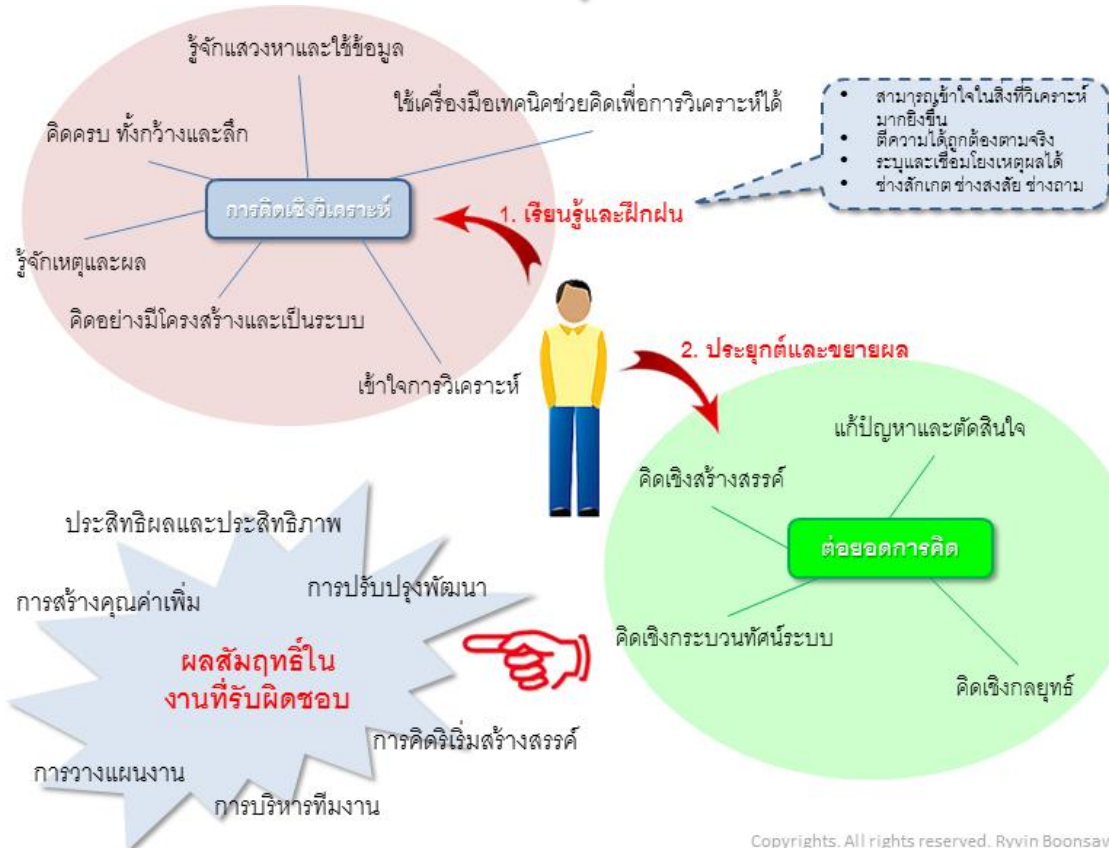 รู้จักแสวงหาและใช้ข้อมูล
ใช้เครื่องมือเทคนิคช่วยคิดเพื่อการวิเคราะห์ได้
คิดครบ ทั้งกว้างและลึก
การคิดเชิงวิเคราะห์
รู้จักเหตุและผล
คิดอย่างมีโครงสร้างและเป็นระบบ
เข้าใจการวิเคราะห์
1. เรียนรู้และฝึกฝน
• สามารถเข้าใจในสิ่งที่วิเคราะห์
มากยิ่งขึ้น
• ตีความได้ถูกต้องตามจริง
• ระบุและเชื่อมโยงเหตุผลได้
• ช่างสักเกต ช่างสงสัย ช่างถาม
2. ประยุกต์และขยายผล
แก้ปัญหาและตัดสินใจ
คิดเชิงสร้างสรรค์
ต่อยอดการคิด
คิดเชิงกระบวนทัศน์ระบบ
คิดเชิงกลยุทธ์
ประสิทธิผลและประสิทธิภาพ
การปรับปรุงพัฒนา
การสร้างคุณค่าเพิ่ม
ผลสัมฤทธิ์ใน
งานที่รับผิดชอบ
การคิดริเริ่มสร้างสรรค์
การวางแผนงาน
การบริหารทีมงาน
Copyrights. All rights reserved. Ryvin